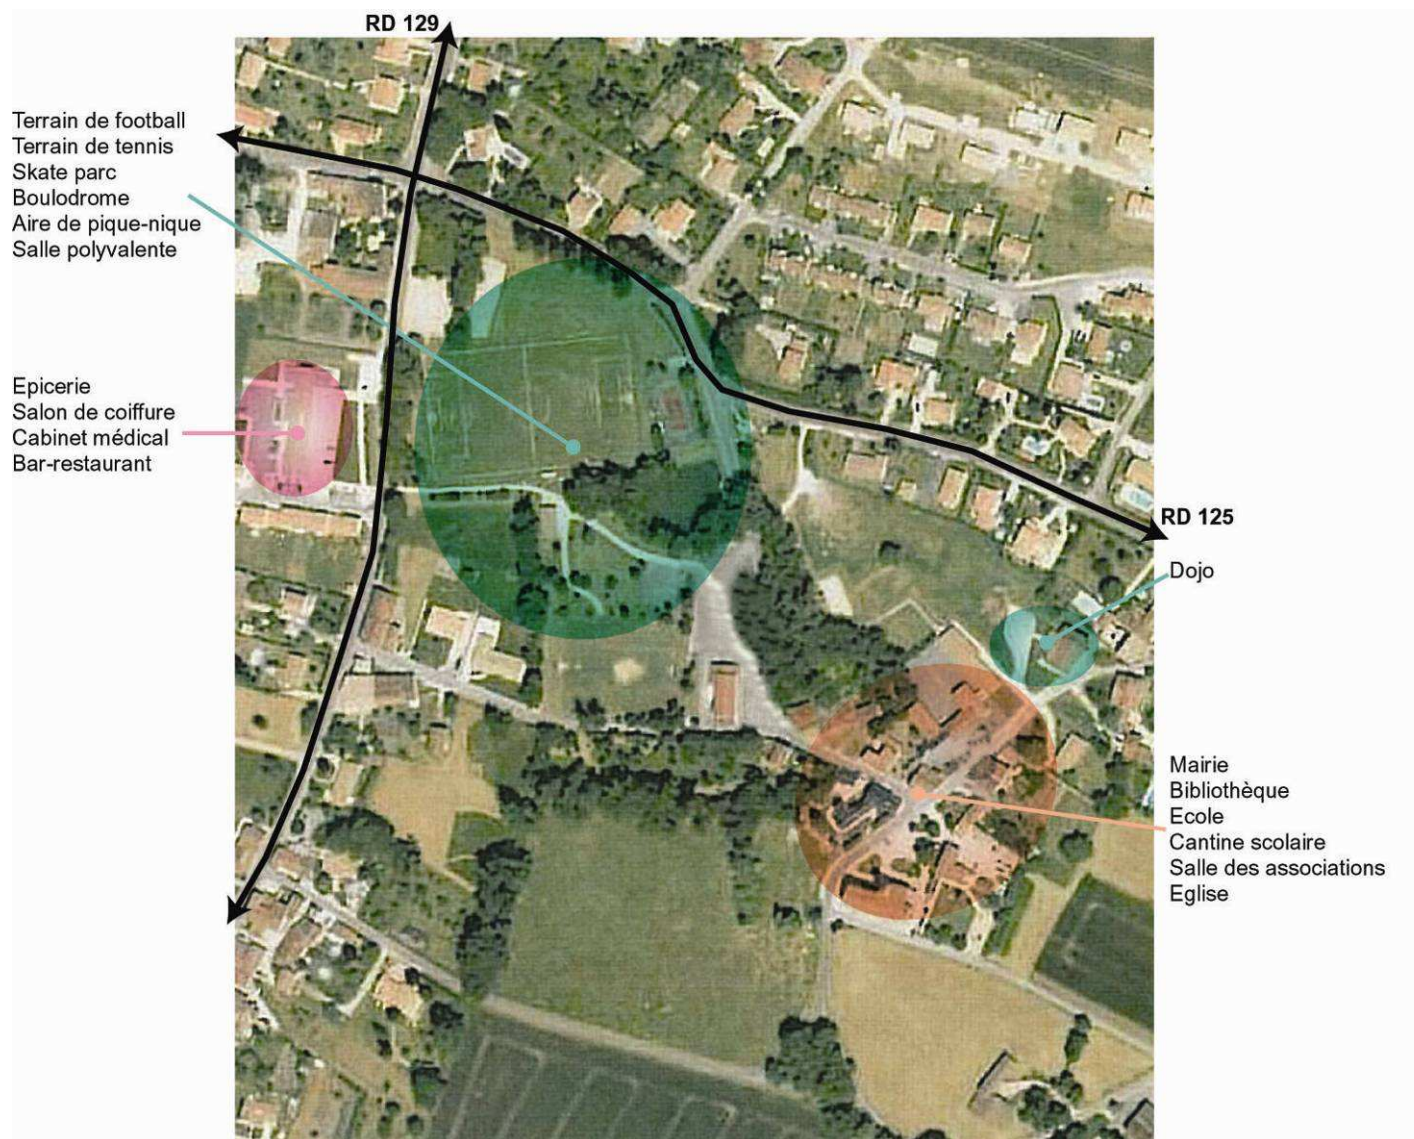 RD 129
Terrain de football
Terrain de tennis
Skate parc
Boulodrome
Aire de pique-nique
Salle polyvalente
Epicerie
Salon de coiffure
Cabinet médical
Bar-restaurant
RD 125
Dojo
Mairie
Bibliothèque
Ecole
Cantine scolaire
Salle des associations
Eglise